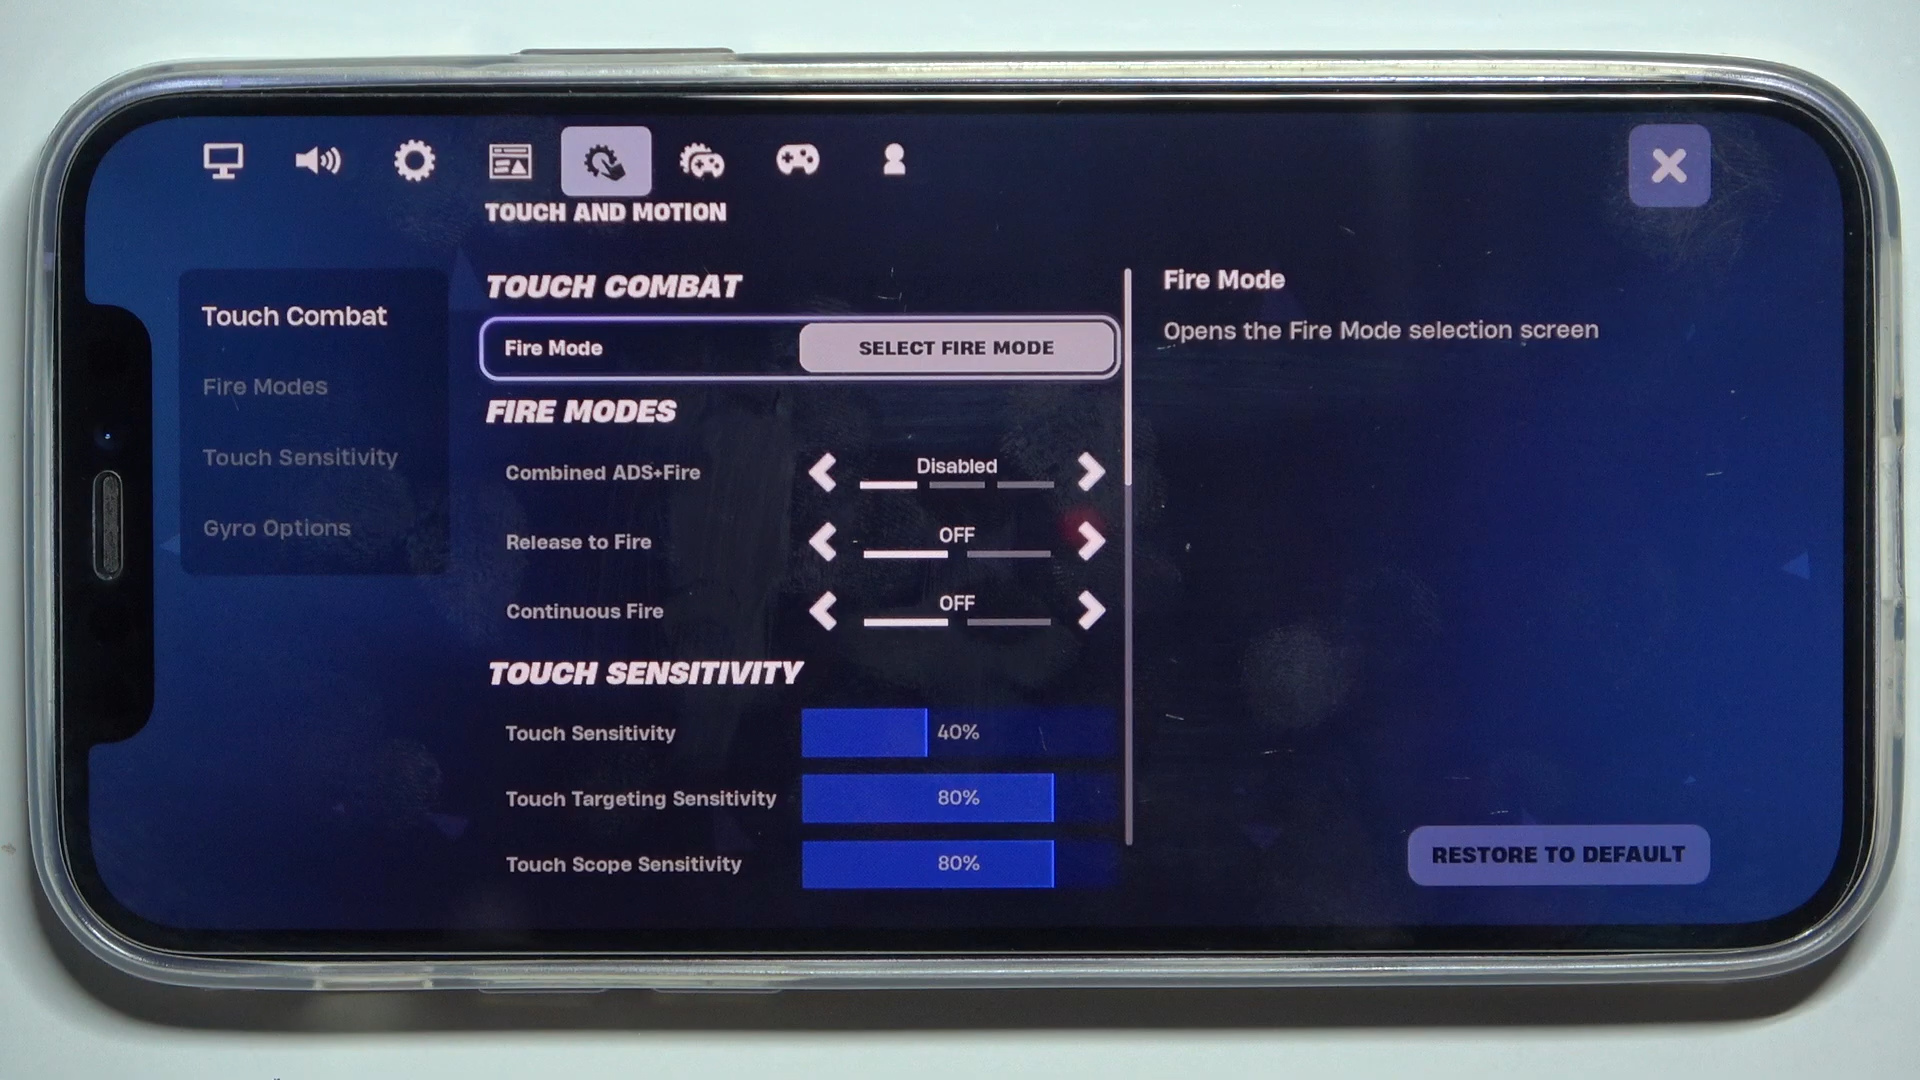 TOUCH AND MOTION
Touch Combat
Fire Modes
Touch Sensitivity
Gyro Options
TOUCH COMBAT
Fire Mode
SELECT FIRE MODE
FIRE MODES
Combined ADS+Fire
Disabled
Release to Fire
OFF
Continuous Fire
OFF
TOUCH SENSITIVITY
Touch Sensitivity
40%
Touch Targeting Sensitivity
80%
Touch Scope Sensitivity
80%
Fire Mode
Opens the Fire Mode selection screen
RESTORE TO DEFAULT